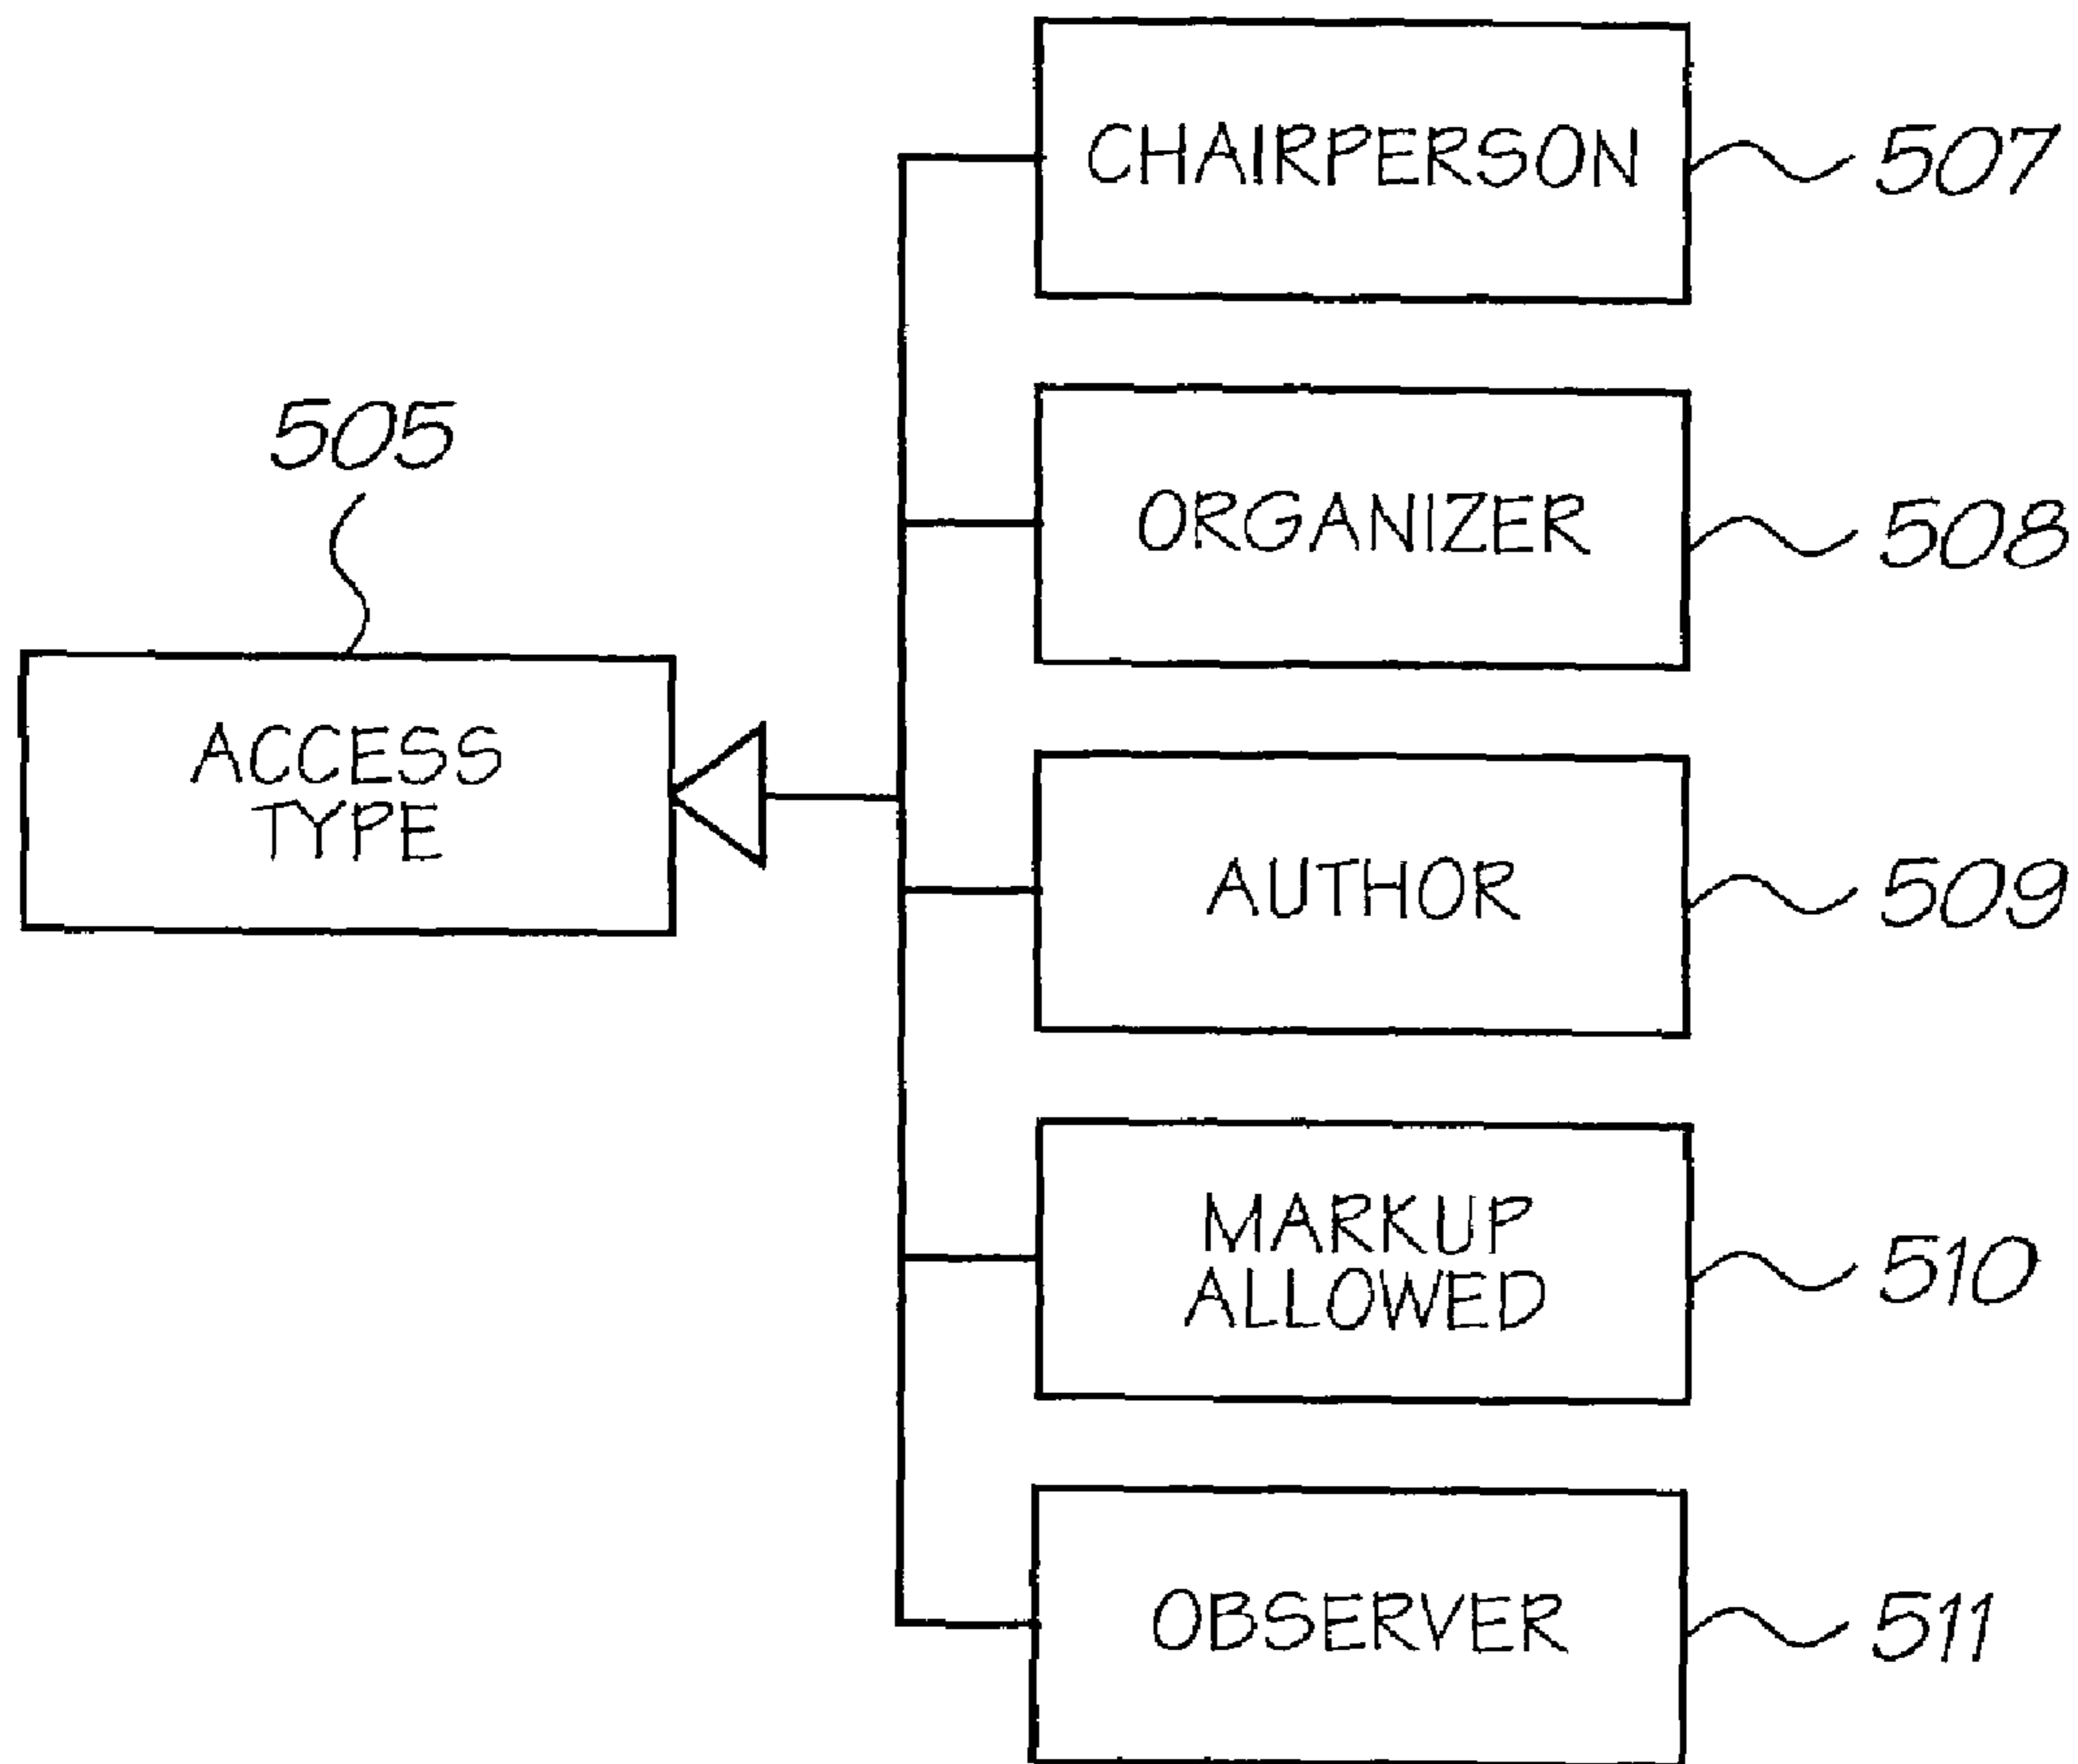 CHAIRPERSON
507
505
ORGANIZER
508
ACCESS
TYPE
AUTHOR
509
MARKUP
ALLOWED
510
OBSERVER
511